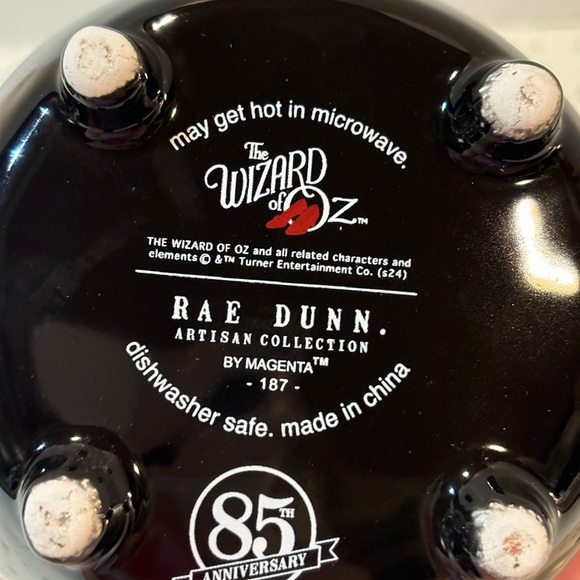 may get hot in microwave.
The
WIZARD
of OZ™
THE WIZARD OF OZ and all related characters and
elements © & ™ Turner Entertainment Co. (s24)
RAE DUNN.
ARTISAN COLLECTION
BY MAGENTA™
- 187 -
dishwasher safe. made in china
85TH
ANNIVERSARY